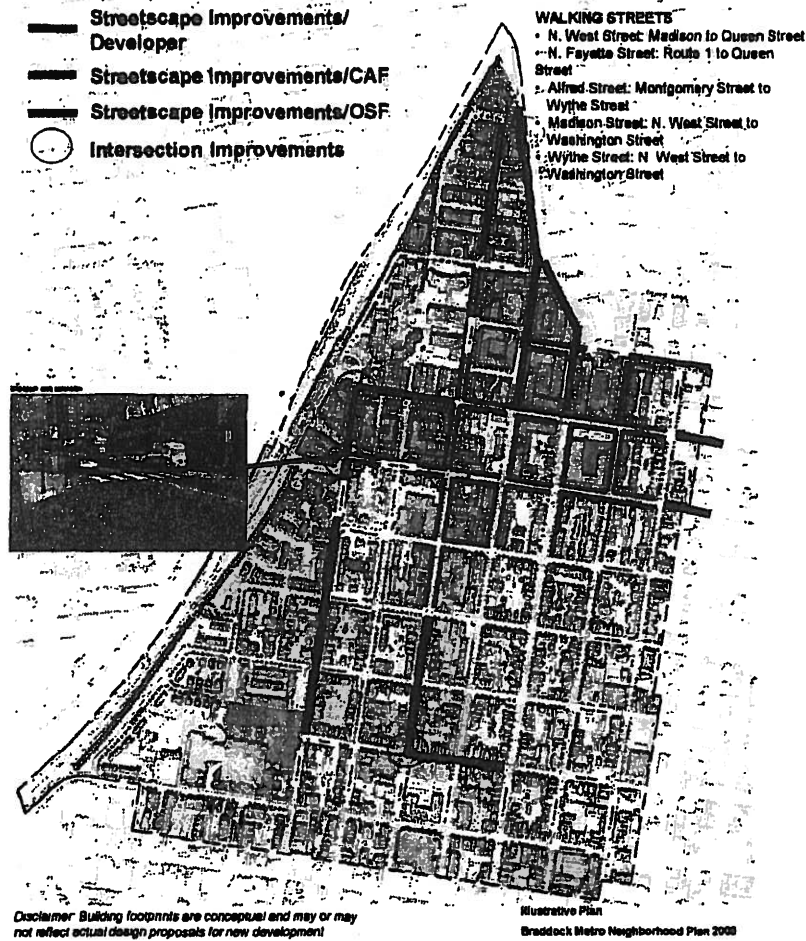 Streetscape Improvements/
Developer
Streetscape Improvements/CAF
Streetscape Improvements/OSF
Intersection Improvements
WALKING STREETS
• N. West Street: Madison to Queen Street
• N. Fayette Street: Route 1 to Queen
Street
• Alfred Street: Montgomery Street to
Wythe Street
• Madison Street: N. West Street to
Washington Street
• Wythe Street: N West Street to
Washington Street
Disclaimer: Building footprints are conceptual and may or may
not reflect actual design proposals for new development
Illustrative Plan
Braddock Metro Neighborhood Plan